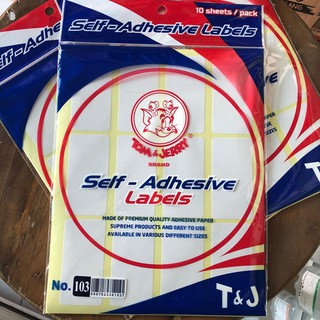 10 sheets / pack
Self - Adhesive Labels
TOM & JERRY
BRAND
Self - Adhesive
Labels
MADE OF PREMIUM QUALITY ADHESIVE PAPER
SUPREME PRODUCTS AND EASY TO USE
AVAILABLE IN VARIOUS DIFFERENT SIZES
No. 103
T & J